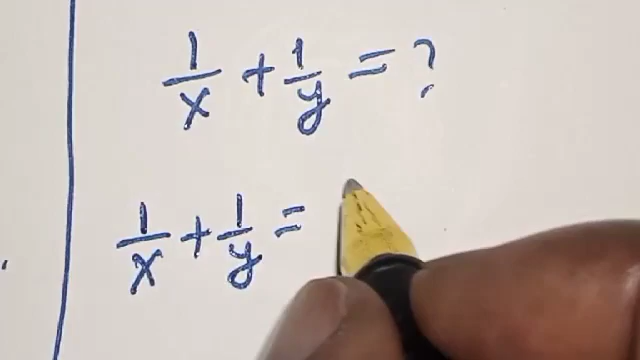 1/x + 1/y = ?
1/x + 1/y =